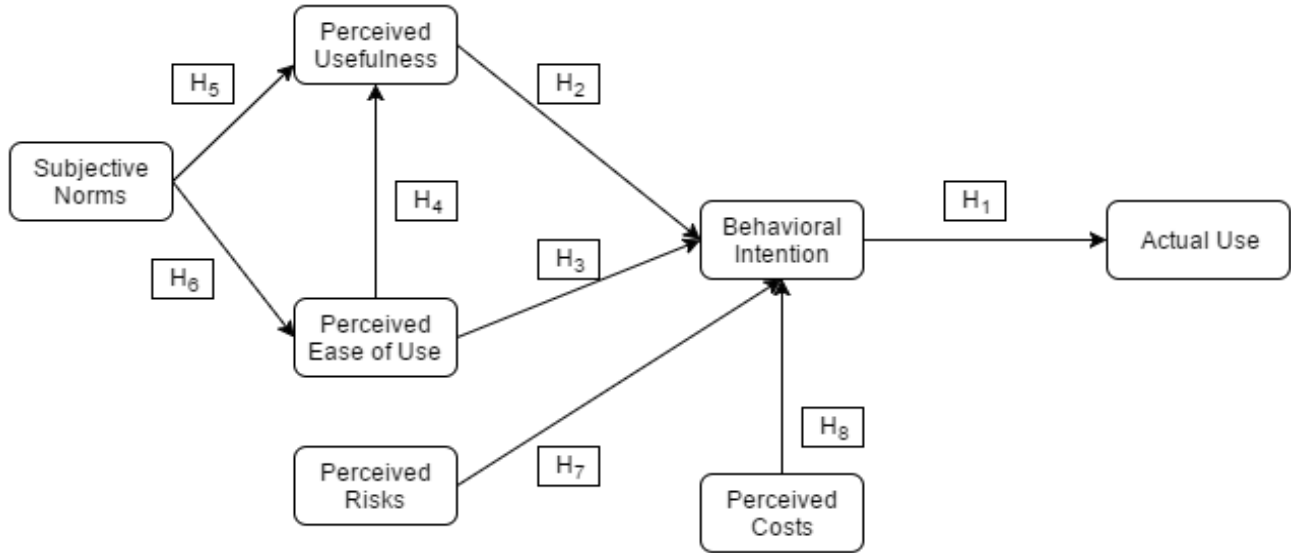 Perceived
Usefulness
H5
H2
Subjective
Norms
H4
H1
Behavioral
Intention
Actual Use
H6
H3
Perceived
Ease of Use
H8
H7
Perceived
Risks
Perceived
Costs